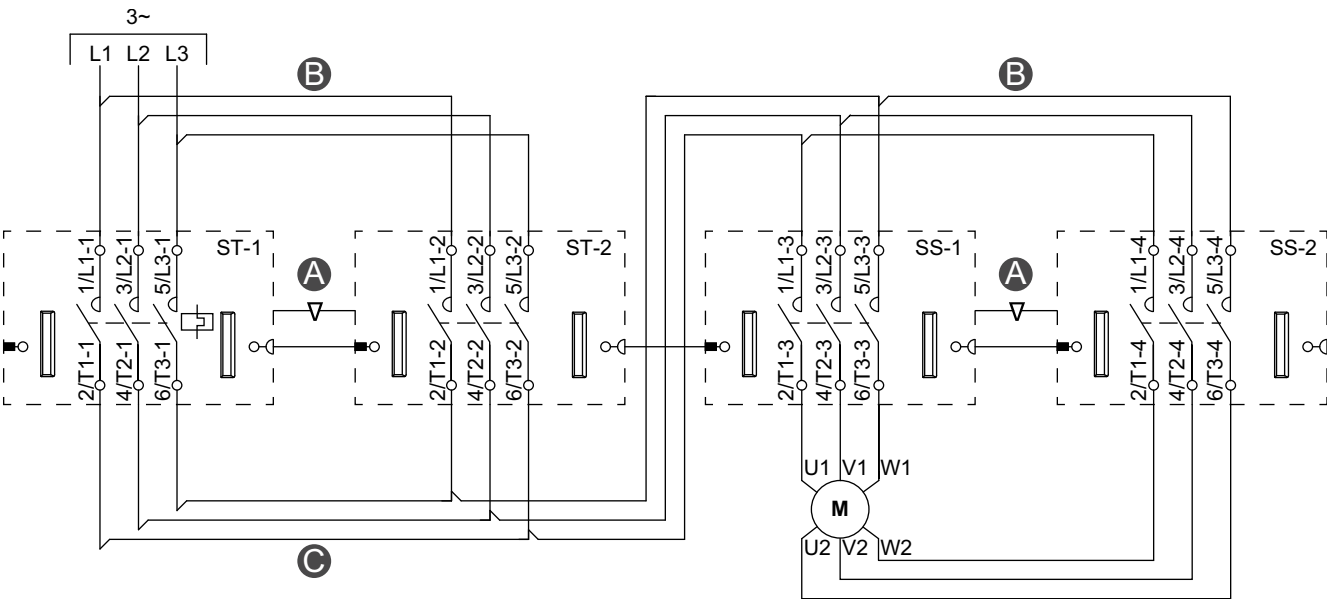 3~
L1 L2 L3
B
B
1/L1-1
3/L2-1
5/L3-1
ST-1
A
1/L1-2
3/L2-2
5/L3-2
ST-2
1/L1-3
3/L2-3
5/L3-3
SS-1
A
1/L1-4
3/L2-4
5/L3-4
SS-2
2/T1-1
4/T2-1
6/T3-1
2/T1-2
4/T2-2
6/T3-2
2/T1-3
4/T2-3
6/T3-3
2/T1-4
4/T2-4
6/T3-4
U1 V1 W1
M
U2 V2 W2
C